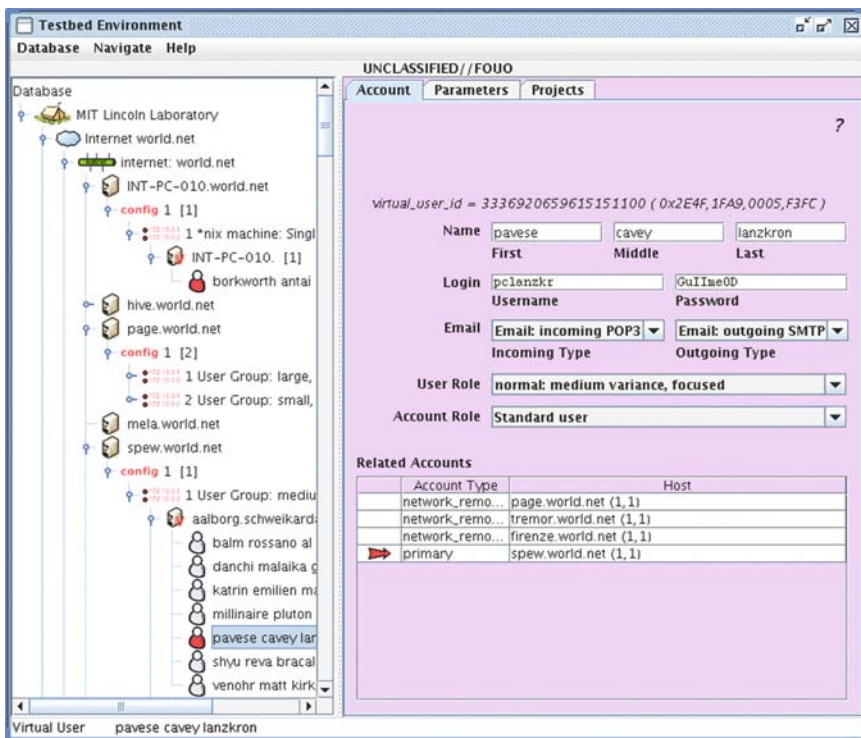 Testbed Environment
Database Navigate Help
UNCLASSIFIED//FOUO
Database
MIT Lincoln Laboratory
Internet world.net
internet: world.net
INT-PC-010.world.net
config 1 [1]
1 *nix machine: Singl
INT-PC-010. [1]
borkworth antai
hive.world.net
page.world.net
config 1 [2]
1 User Group: large,
2 User Group: small,
mela.world.net
spew.world.net
config 1 [1]
1 User Group: mediu
aalborg.schweikard
balm rossano al
danchi malaika g
katrin emilien ma
millinaire pluton
pavese cavey lar
shyu reva bracal
venohr matt kirk
Account Parameters Projects
?
virtual_user_id = 3336920659615151100 ( 0x2E4F,1FA9,0005,F3FC )
Name pavese cavey lanzkron
First Middle Last
Login pclanzkr GuIIme0D
Username Password
Email Email: incoming POP3 Email: outgoing SMTP
Incoming Type Outgoing Type
User Role normal: medium variance, focused
Account Role Standard user
Related Accounts
Account Type Host
network_remo... page.world.net (1,1)
network_remo... tremor.world.net (1,1)
network_remo... firenze.world.net (1,1)
primary spew.world.net (1,1)
Virtual User pavese cavey lanzkron